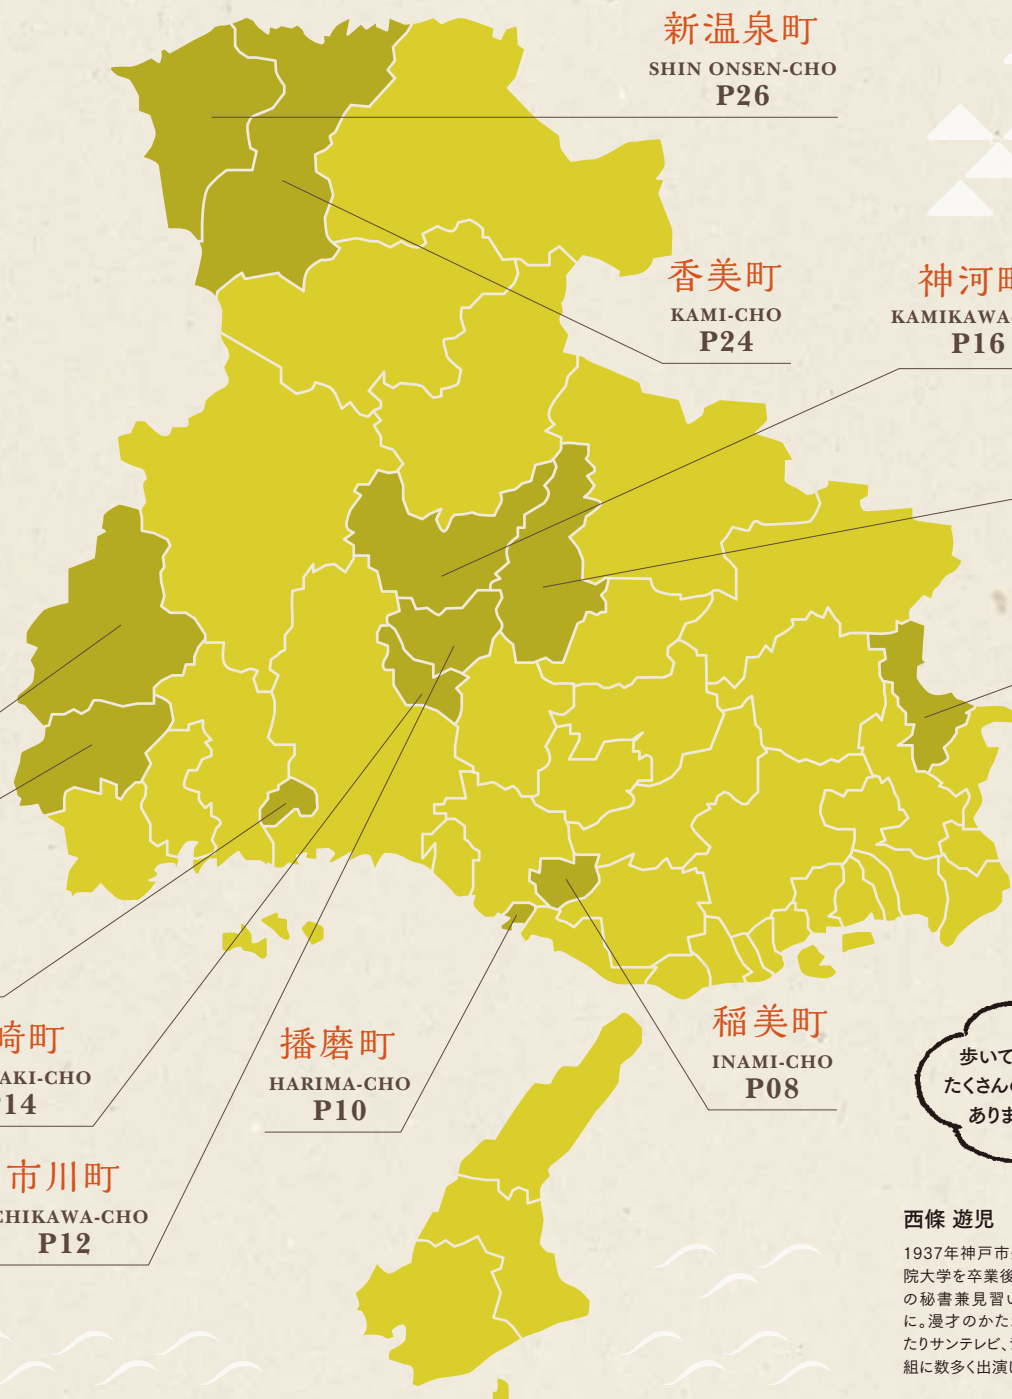 新温泉町
SHIN ONSEN-CHO
P26
香美町
KAMI-CHO
P24
神河町
KAMIKAWA-
P16
崎町
AKI-CHO
14
播磨町
HARIMA-CHO
P10
稲美町
INAMI-CHO
P08
市川町
CHIKAWA-CHO
P12
歩いて
たくさん
ありま
西條 遊児
1937年神戸市
院大学を卒業後
の秘書兼見習い
に。漫才のかた
たりサンテレビ、
組に数多く出演